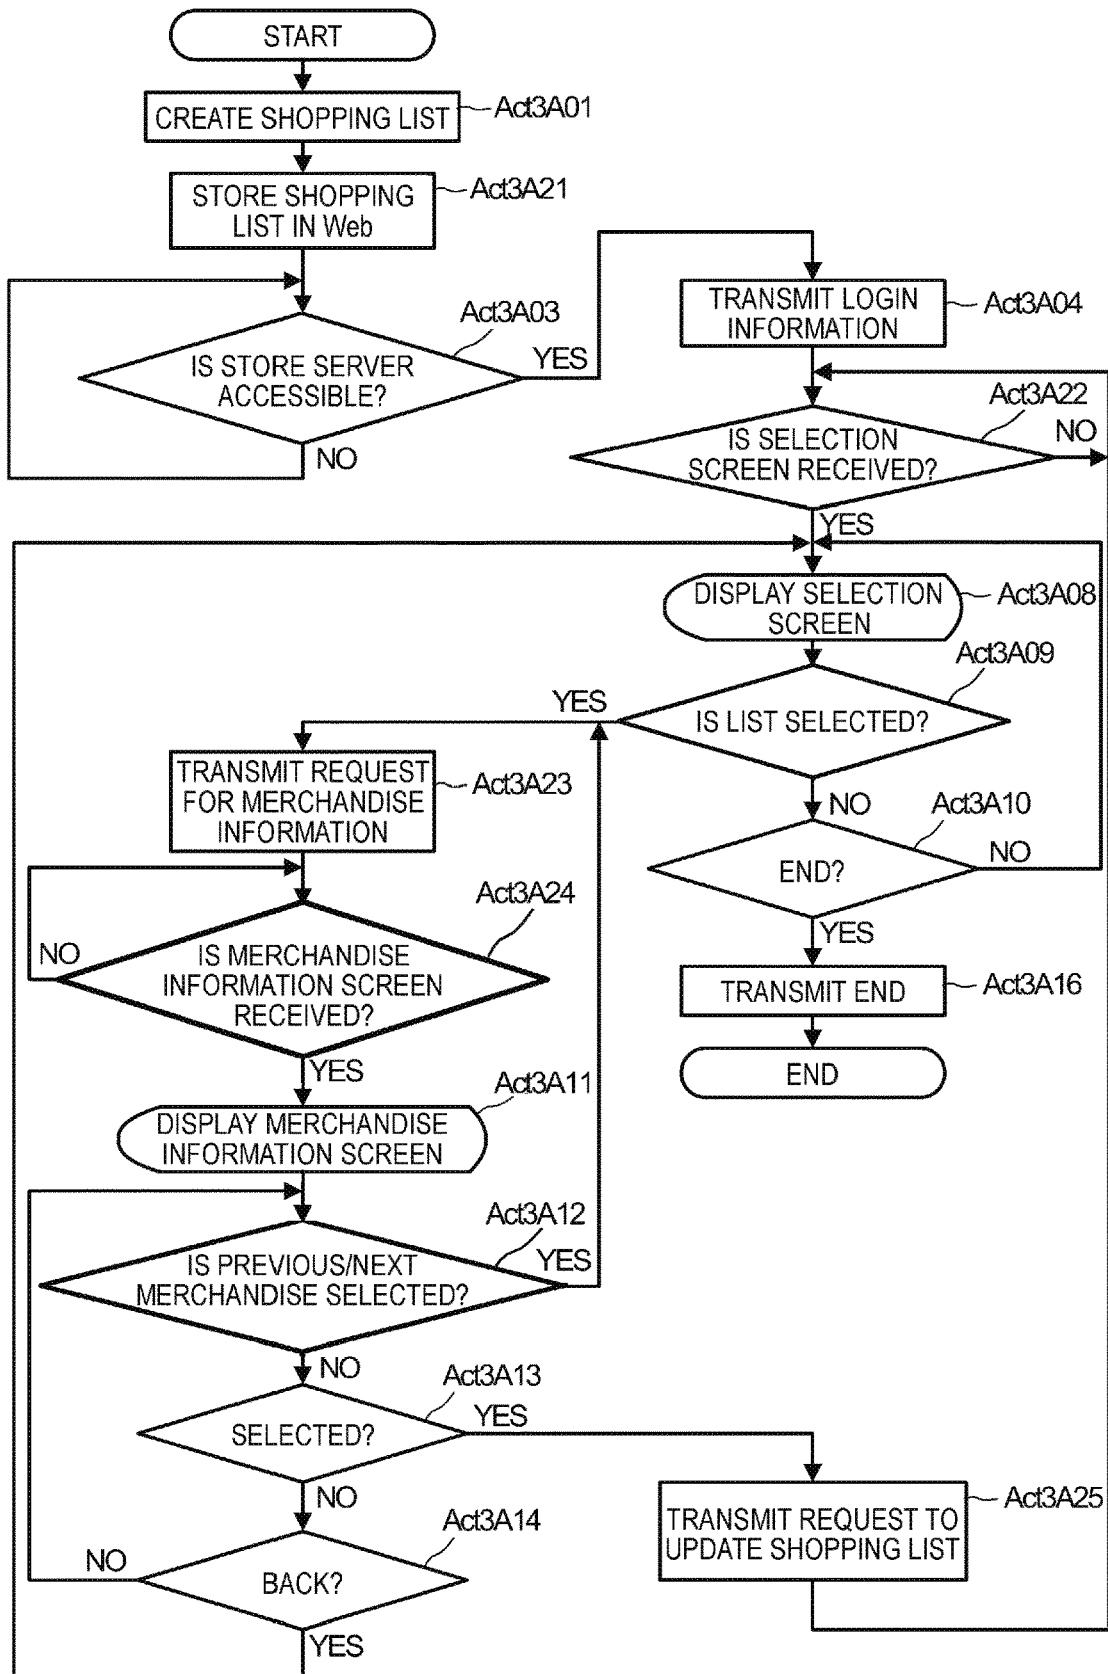 START
CREATE SHOPPING LIST
Act3A01
STORE SHOPPING
LIST IN Web
Act3A21
IS STORE SERVER
ACCESSIBLE?
Act3A03
YES
NO
TRANSMIT LOGIN
INFORMATION
Act3A04
IS SELECTION
SCREEN RECEIVED?
Act3A22
NO
YES
DISPLAY SELECTION
SCREEN
Act3A08
IS LIST SELECTED?
Act3A09
YES
NO
END?
Act3A10
NO
YES
TRANSMIT END
Act3A16
END
TRANSMIT REQUEST
FOR MERCHANDISE
INFORMATION
Act3A23
IS MERCHANDISE
INFORMATION SCREEN
RECEIVED?
Act3A24
NO
YES
DISPLAY MERCHANDISE
INFORMATION SCREEN
Act3A11
IS PREVIOUS/NEXT
MERCHANDISE SELECTED?
Act3A12
YES
NO
SELECTED?
Act3A13
YES
NO
BACK?
Act3A14
NO
YES
TRANSMIT REQUEST TO
UPDATE SHOPPING LIST
Act3A25